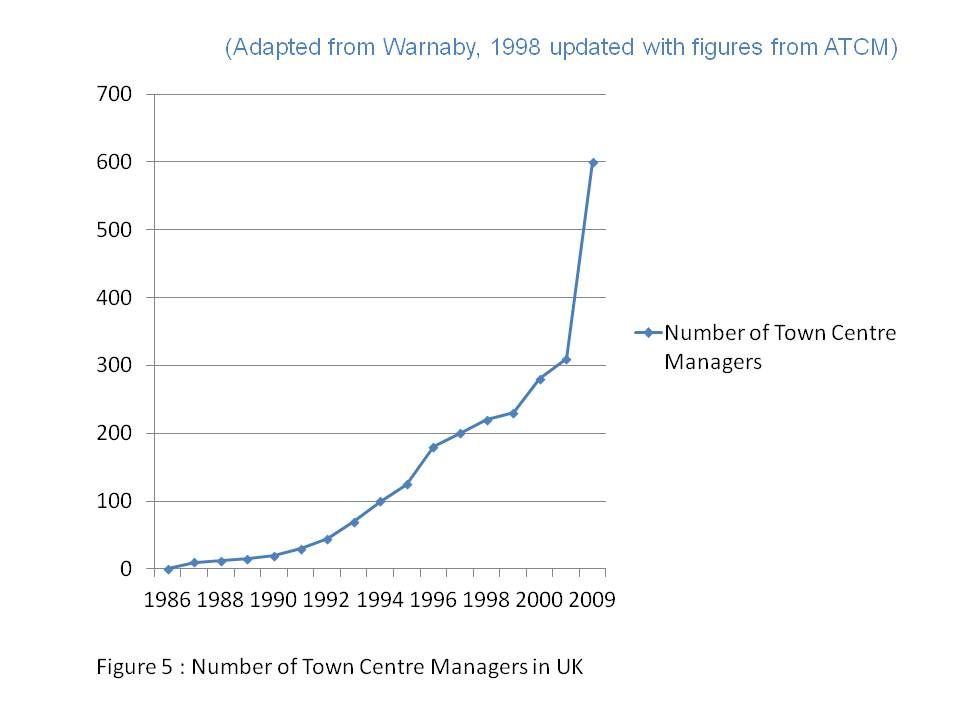 (Adapted from Warnaby, 1998 updated with figures from ATCM)
700
600
500
400
300
200
100
0
1986 1988 1990 1992 1994 1996 1998 2000 2009
Number of Town Centre
Managers
Figure 5 : Number of Town Centre Managers in UK